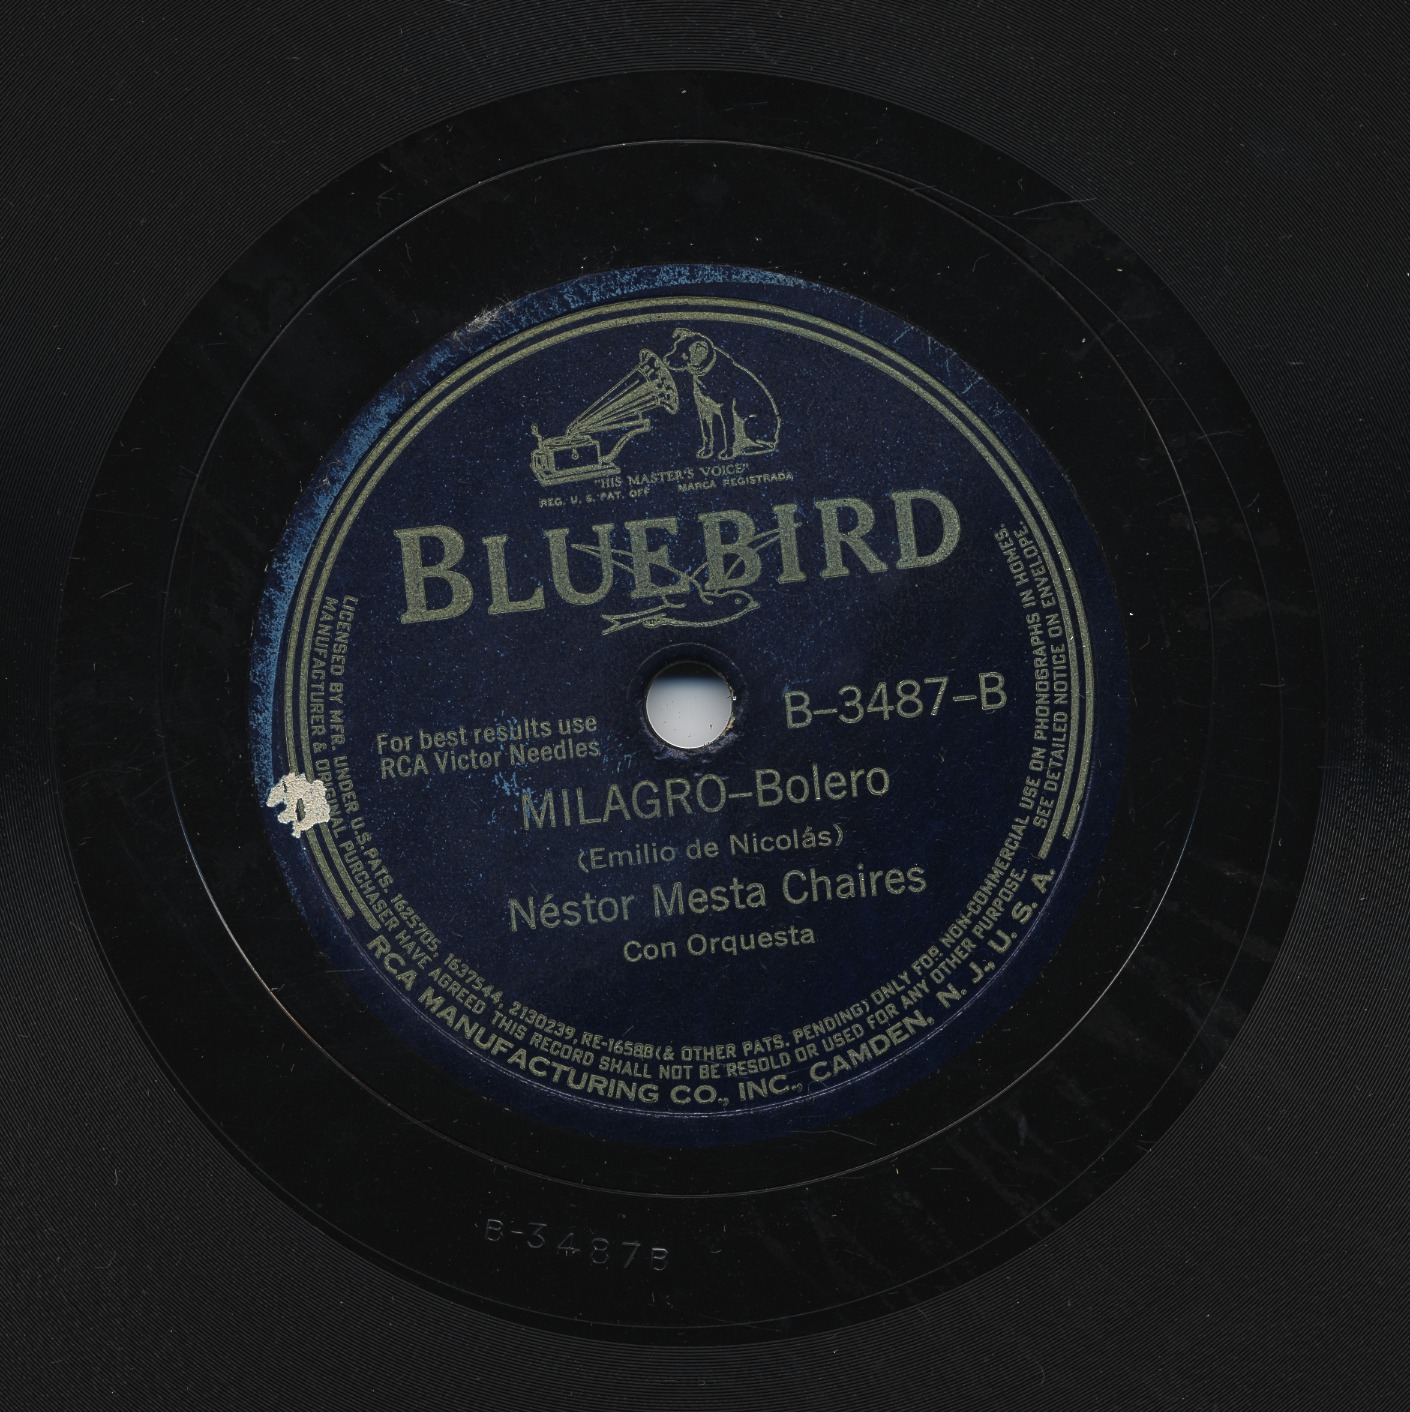 "HIS MASTER'S VOICE"
REG. U. S. PAT. OFF MARCA REGISTRADA
BLUEBIRD
B–3487–B
For best results use
RCA Victor Needles
MILAGRO–Bolero
(Emilio de Nicolás)
Néstor Mesta Chaires
Con Orquesta
LICENSED BY MFR. UNDER U.S. PATS. 1625705, 1637544, 2130239, RE-16588 (& OTHER PATS. PENDING) ONLY FOR NON-COMMERCIAL USE ON PHONOGRAPHS IN HOMES.
MANUFACTURER & ORIGINAL PURCHASER HAVE AGREED THIS RECORD SHALL NOT BE RESOLD OR USED FOR ANY OTHER PURPOSE. SEE DETAILED NOTICE ON ENVELOPE.
RCA MANUFACTURING CO., INC., CAMDEN, N. J., U. S. A.
B-3487B